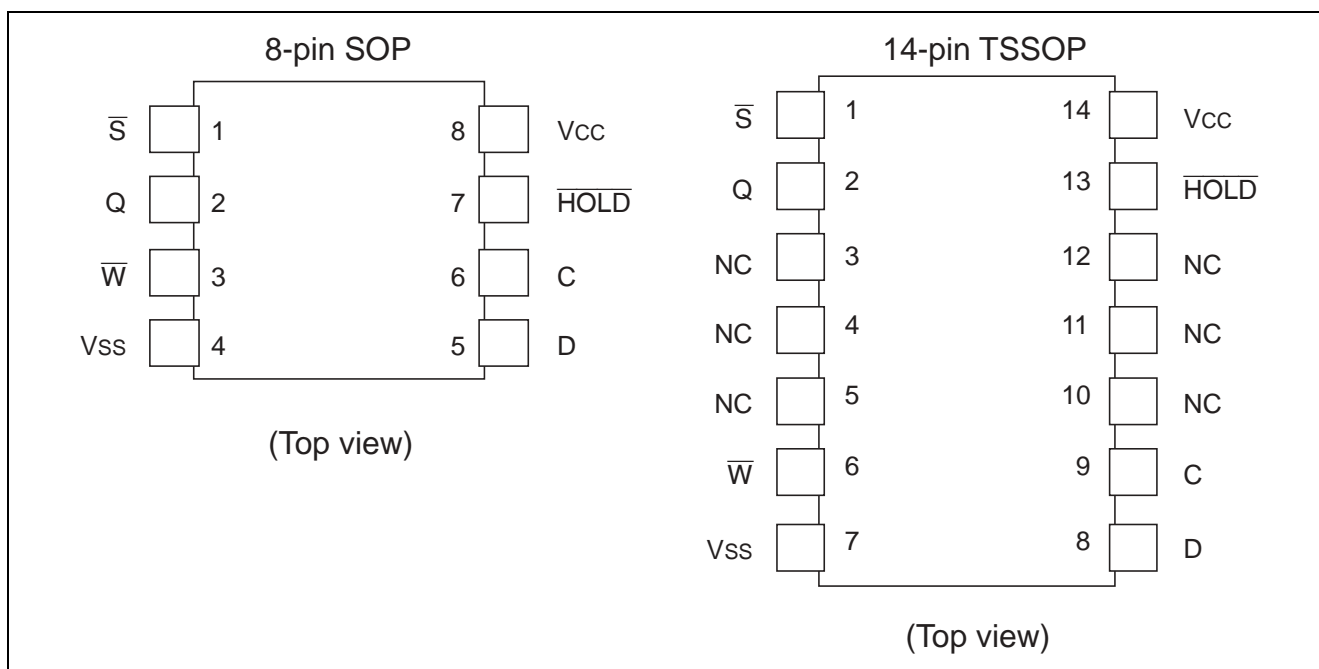 8-pin SOP
S̅ 1 8 VCC
Q 2 7 H̅O̅L̅D̅
W̅ 3 6 C
VSS 4 5 D
(Top view)
14-pin TSSOP
S̅ 1 14 VCC
Q 2 13 H̅O̅L̅D̅
NC 3 12 NC
NC 4 11 NC
NC 5 10 NC
W̅ 6 9 C
VSS 7 8 D
(Top view)